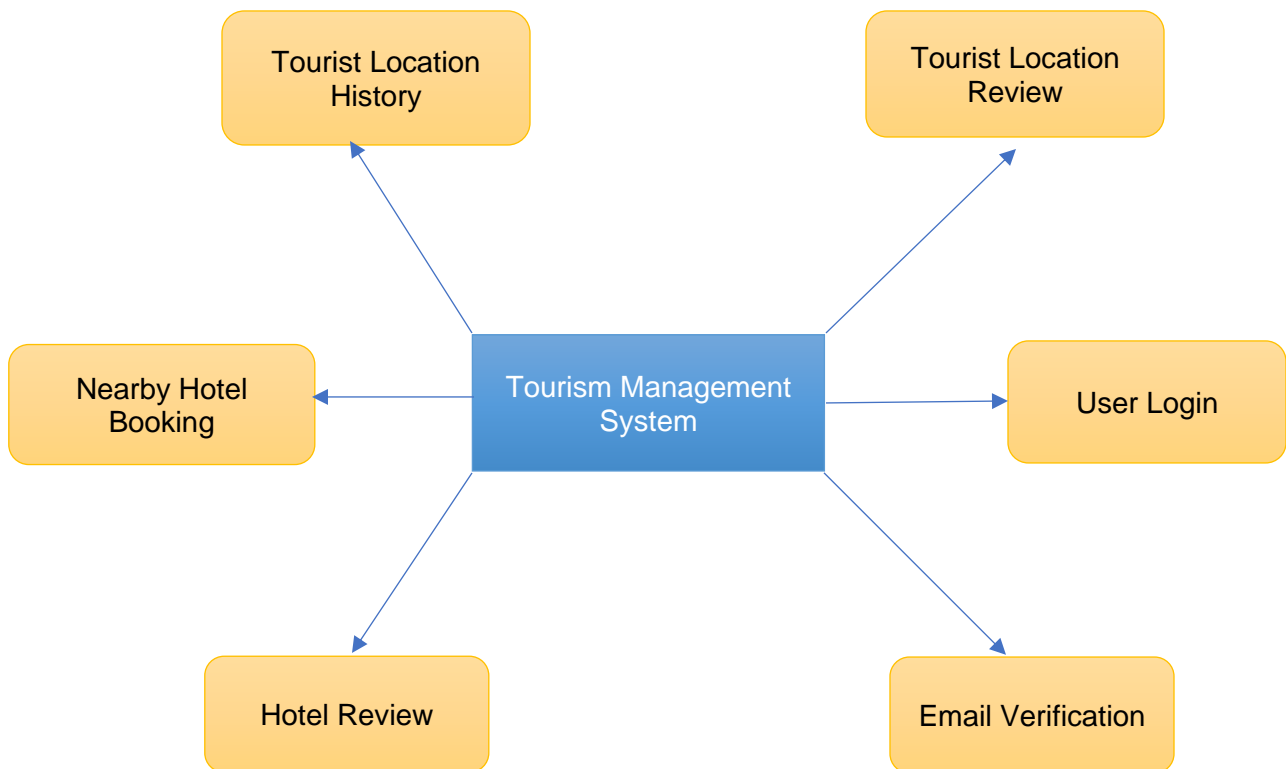 Tourist Location
History
Tourist Location
Review
Nearby Hotel
Booking
Tourism Management
System
User Login
Hotel Review
Email Verification